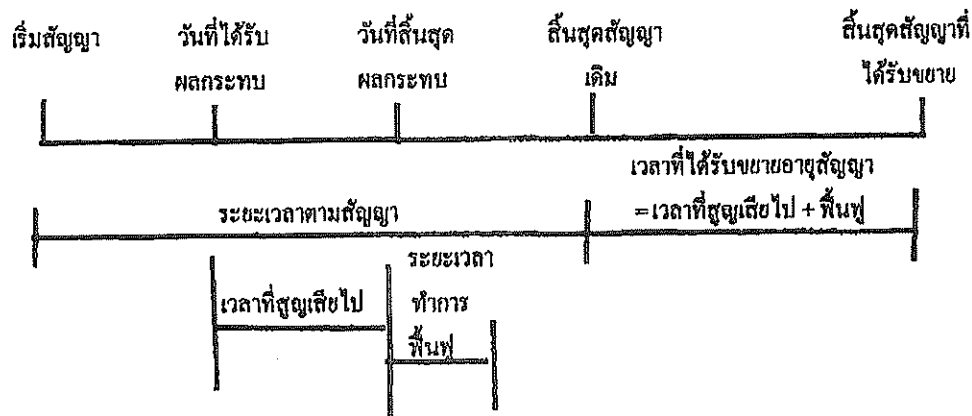 เริ่มสัญญา
วันที่ได้รับ
ผลกระทบ
วันที่สิ้นสุด
ผลกระทบ
สิ้นสุดสัญญา
เดิม
สิ้นสุดสัญญาที่
ได้รับขยาย
เวลาที่ได้รับขยายอายุสัญญา
=เวลาที่สูญเสียไป + ฟื้นฟู
ระยะเวลาตามสัญญา
เวลาที่สูญเสียไป
ระยะเวลา
ทำการ
ฟื้นฟู